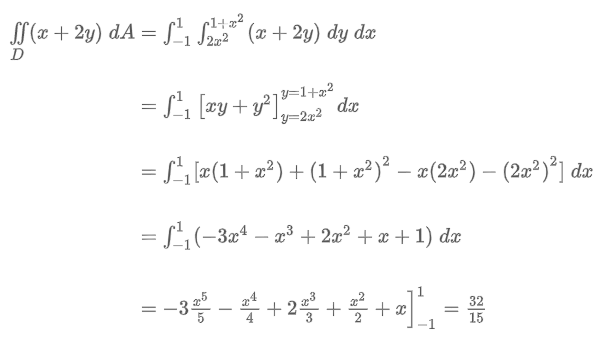 ∬_D (x + 2y) dA = ∫_{-1}^{1} ∫_{2x²}^{1+x²} (x + 2y) dy dx
= ∫_{-1}^{1} [xy + y²]_{y=2x²}^{y=1+x²} dx
= ∫_{-1}^{1} [x(1 + x²) + (1 + x²)² − x(2x²) − (2x²)²] dx
= ∫_{-1}^{1} (−3x⁴ − x³ + 2x² + x + 1) dx
= −3 x⁵/5 − x⁴/4 + 2 x³/3 + x²/2 + x]_{-1}^{1} = 32/15